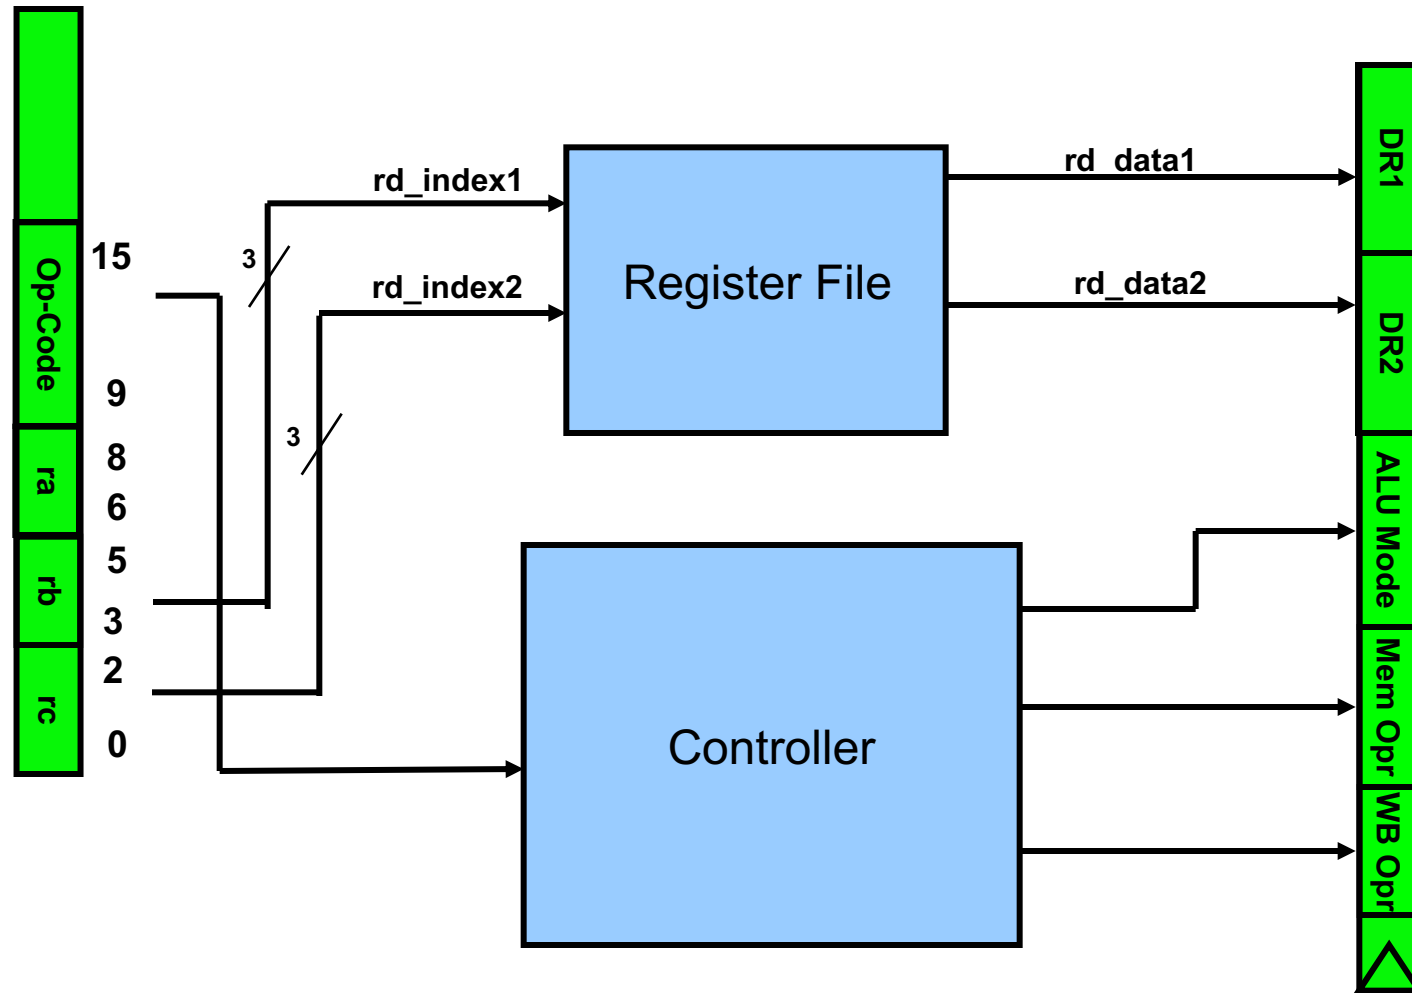 Op-Code
ra
rb
rc
15
9
8
6
5
3
2
0
3
3
rd_index1
rd_index2
Register File
Controller
rd_data1
rd_data2
DR1
DR2
ALU Mode
Mem Opr
WB Opr